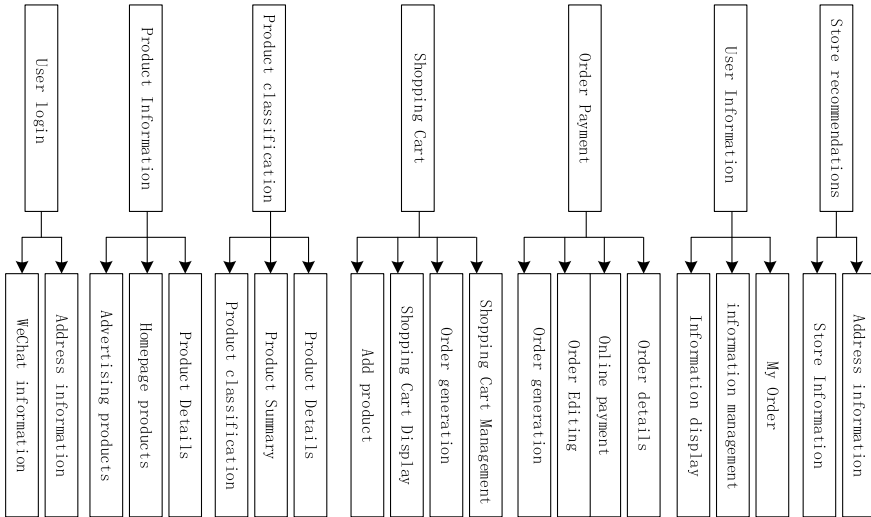 User login
Product Information
Product classification
Shopping Cart
Order Payment
User Information
Store recommendations
WeChat information
Address information
Advertising products
Homepage products
Product Details
Product classification
Product Summary
Product Details
Add product
Shopping Cart Display
Order generation
Shopping Cart Management
Order generation
Order Editing
Online payment
Order details
Information display
information management
My Order
Store Information
Address information